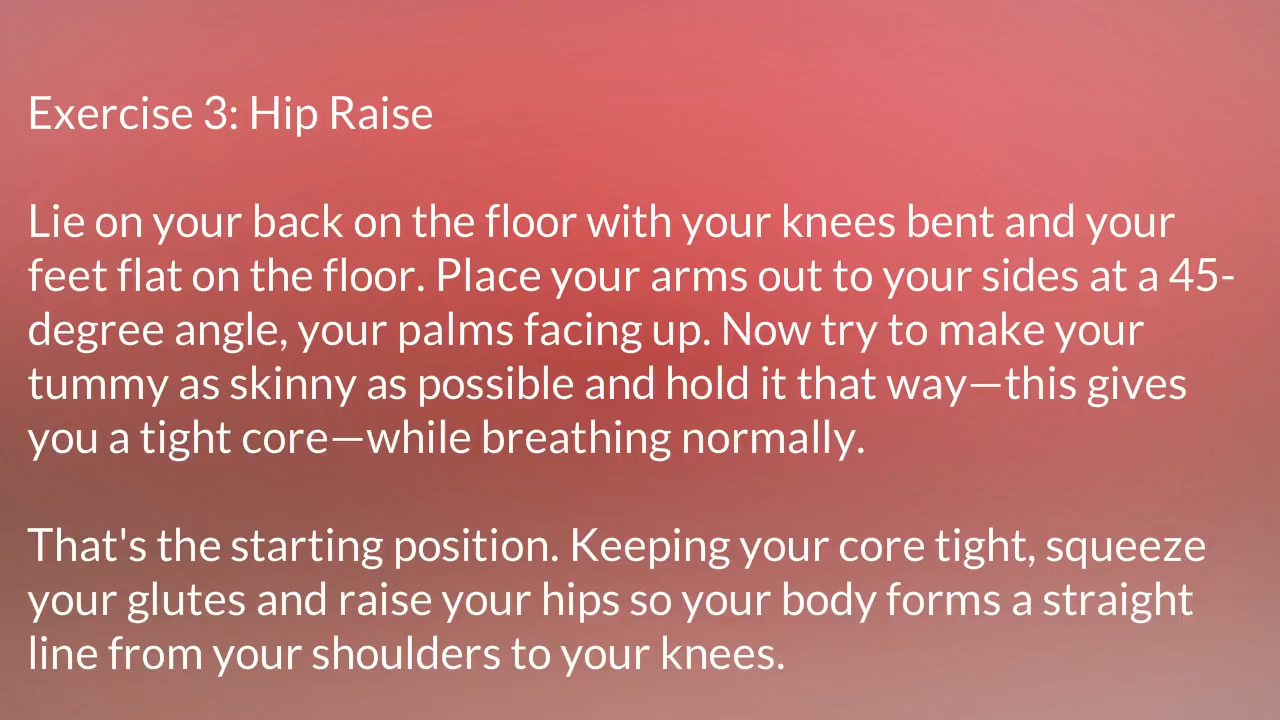 Exercise 3: Hip Raise
Lie on your back on the floor with your knees bent and your
feet flat on the floor. Place your arms out to your sides at a 45-
degree angle, your palms facing up. Now try to make your
tummy as skinny as possible and hold it that way—this gives
you a tight core—while breathing normally.
That's the starting position. Keeping your core tight, squeeze
your glutes and raise your hips so your body forms a straight
line from your shoulders to your knees.